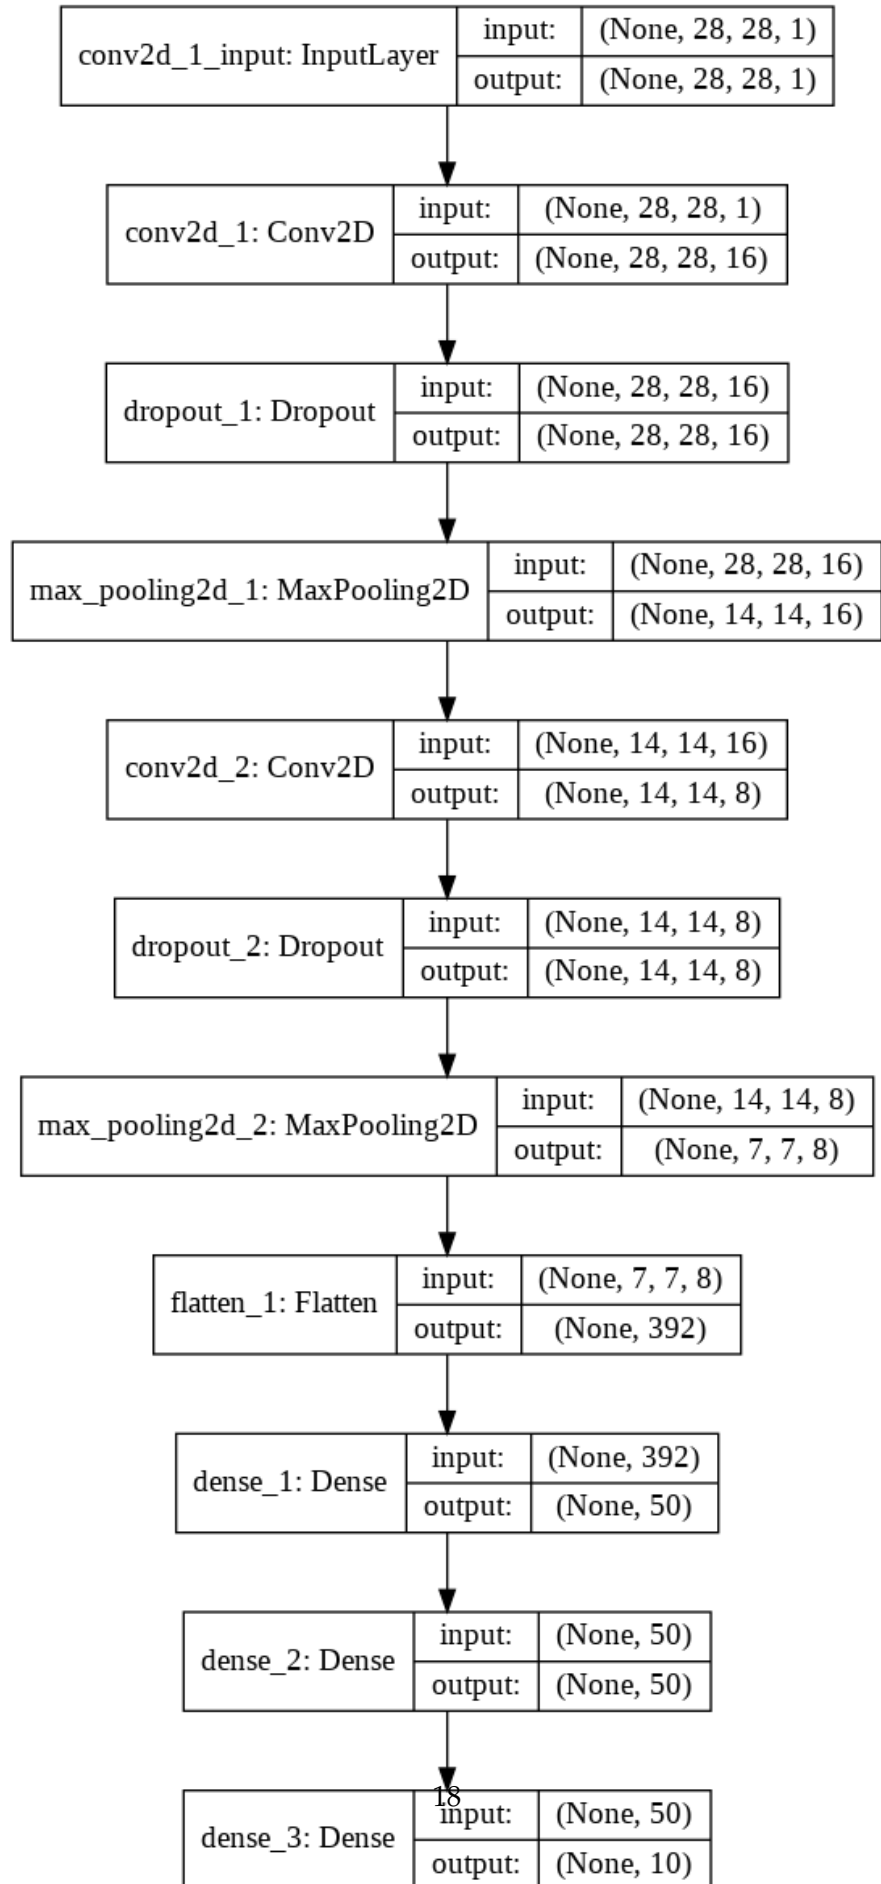 conv2d_1_input: InputLayer
input: (None, 28, 28, 1)
output: (None, 28, 28, 1)
conv2d_1: Conv2D
input: (None, 28, 28, 1)
output: (None, 28, 28, 16)
dropout_1: Dropout
input: (None, 28, 28, 16)
output: (None, 28, 28, 16)
max_pooling2d_1: MaxPooling2D
input: (None, 28, 28, 16)
output: (None, 14, 14, 16)
conv2d_2: Conv2D
input: (None, 14, 14, 16)
output: (None, 14, 14, 8)
dropout_2: Dropout
input: (None, 14, 14, 8)
output: (None, 14, 14, 8)
max_pooling2d_2: MaxPooling2D
input: (None, 14, 14, 8)
output: (None, 7, 7, 8)
flatten_1: Flatten
input: (None, 7, 7, 8)
output: (None, 392)
dense_1: Dense
input: (None, 392)
output: (None, 50)
dense_2: Dense
input: (None, 50)
output: (None, 50)
18
dense_3: Dense
input: (None, 50)
output: (None, 10)